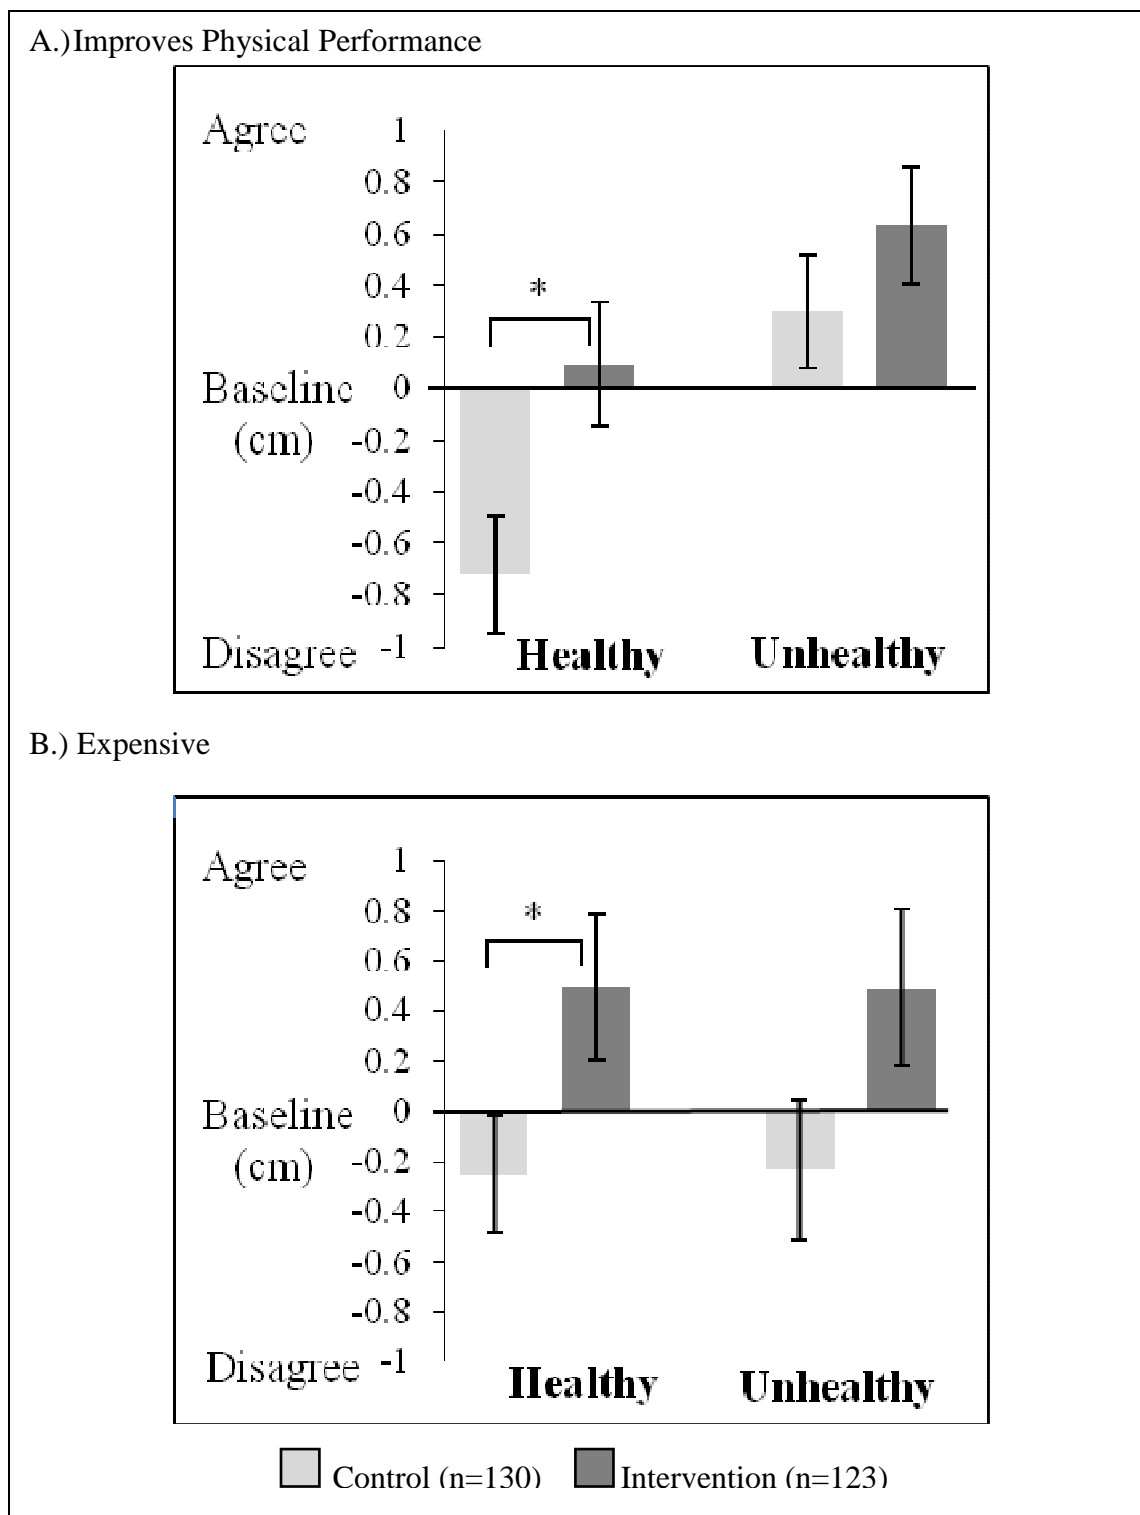 A.) Improves Physical Performance
Agree 1
0.8
0.6
0.4
*
0.2
Baseline 0
(cm) -0.2
-0.4
-0.6
-0.8
Disagree -1 Healthy Unhealthy
B.) Expensive
Agree 1
0.8
*
0.6
0.4
0.2
Baseline 0
(cm) -0.2
-0.4
-0.6
-0.8
Disagree -1 Healthy Unhealthy
Control (n=130) Intervention (n=123)